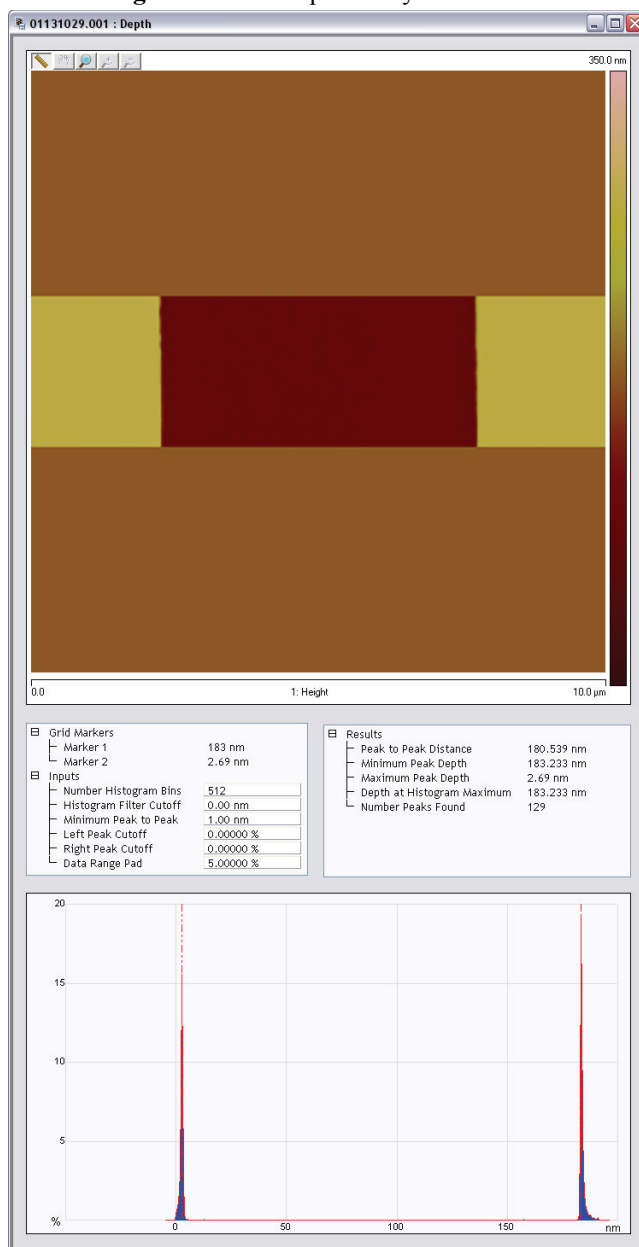 01131029.001 : Depth
350.0 nm
0.0 1: Height 10.0 µm
Grid Markers
Marker 1 183 nm
Marker 2 2.69 nm
Inputs
Number Histogram Bins 512
Histogram Filter Cutoff 0.00 nm
Minimum Peak to Peak 1.00 nm
Left Peak Cutoff 0.00000 %
Right Peak Cutoff 0.00000 %
Data Range Pad 5.00000 %
Results
Peak to Peak Distance 180.539 nm
Minimum Peak Depth 183.233 nm
Maximum Peak Depth 2.69 nm
Depth at Histogram Maximum 183.233 nm
Number Peaks Found 129
20
15
10
5
%
0 50 100 150 nm